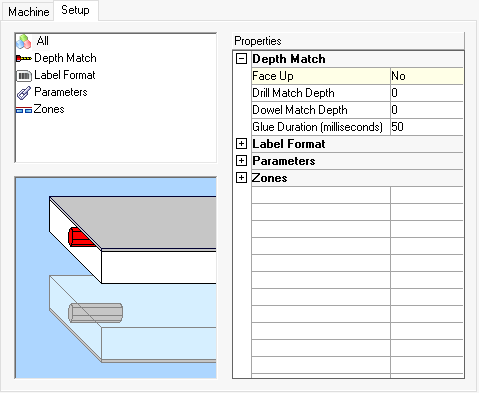 Machine Setup
All
Depth Match
Label Format
Parameters
Zones
Properties
Depth Match
Face Up No
Drill Match Depth 0
Dowel Match Depth 0
Glue Duration (milliseconds) 50
Label Format
Parameters
Zones